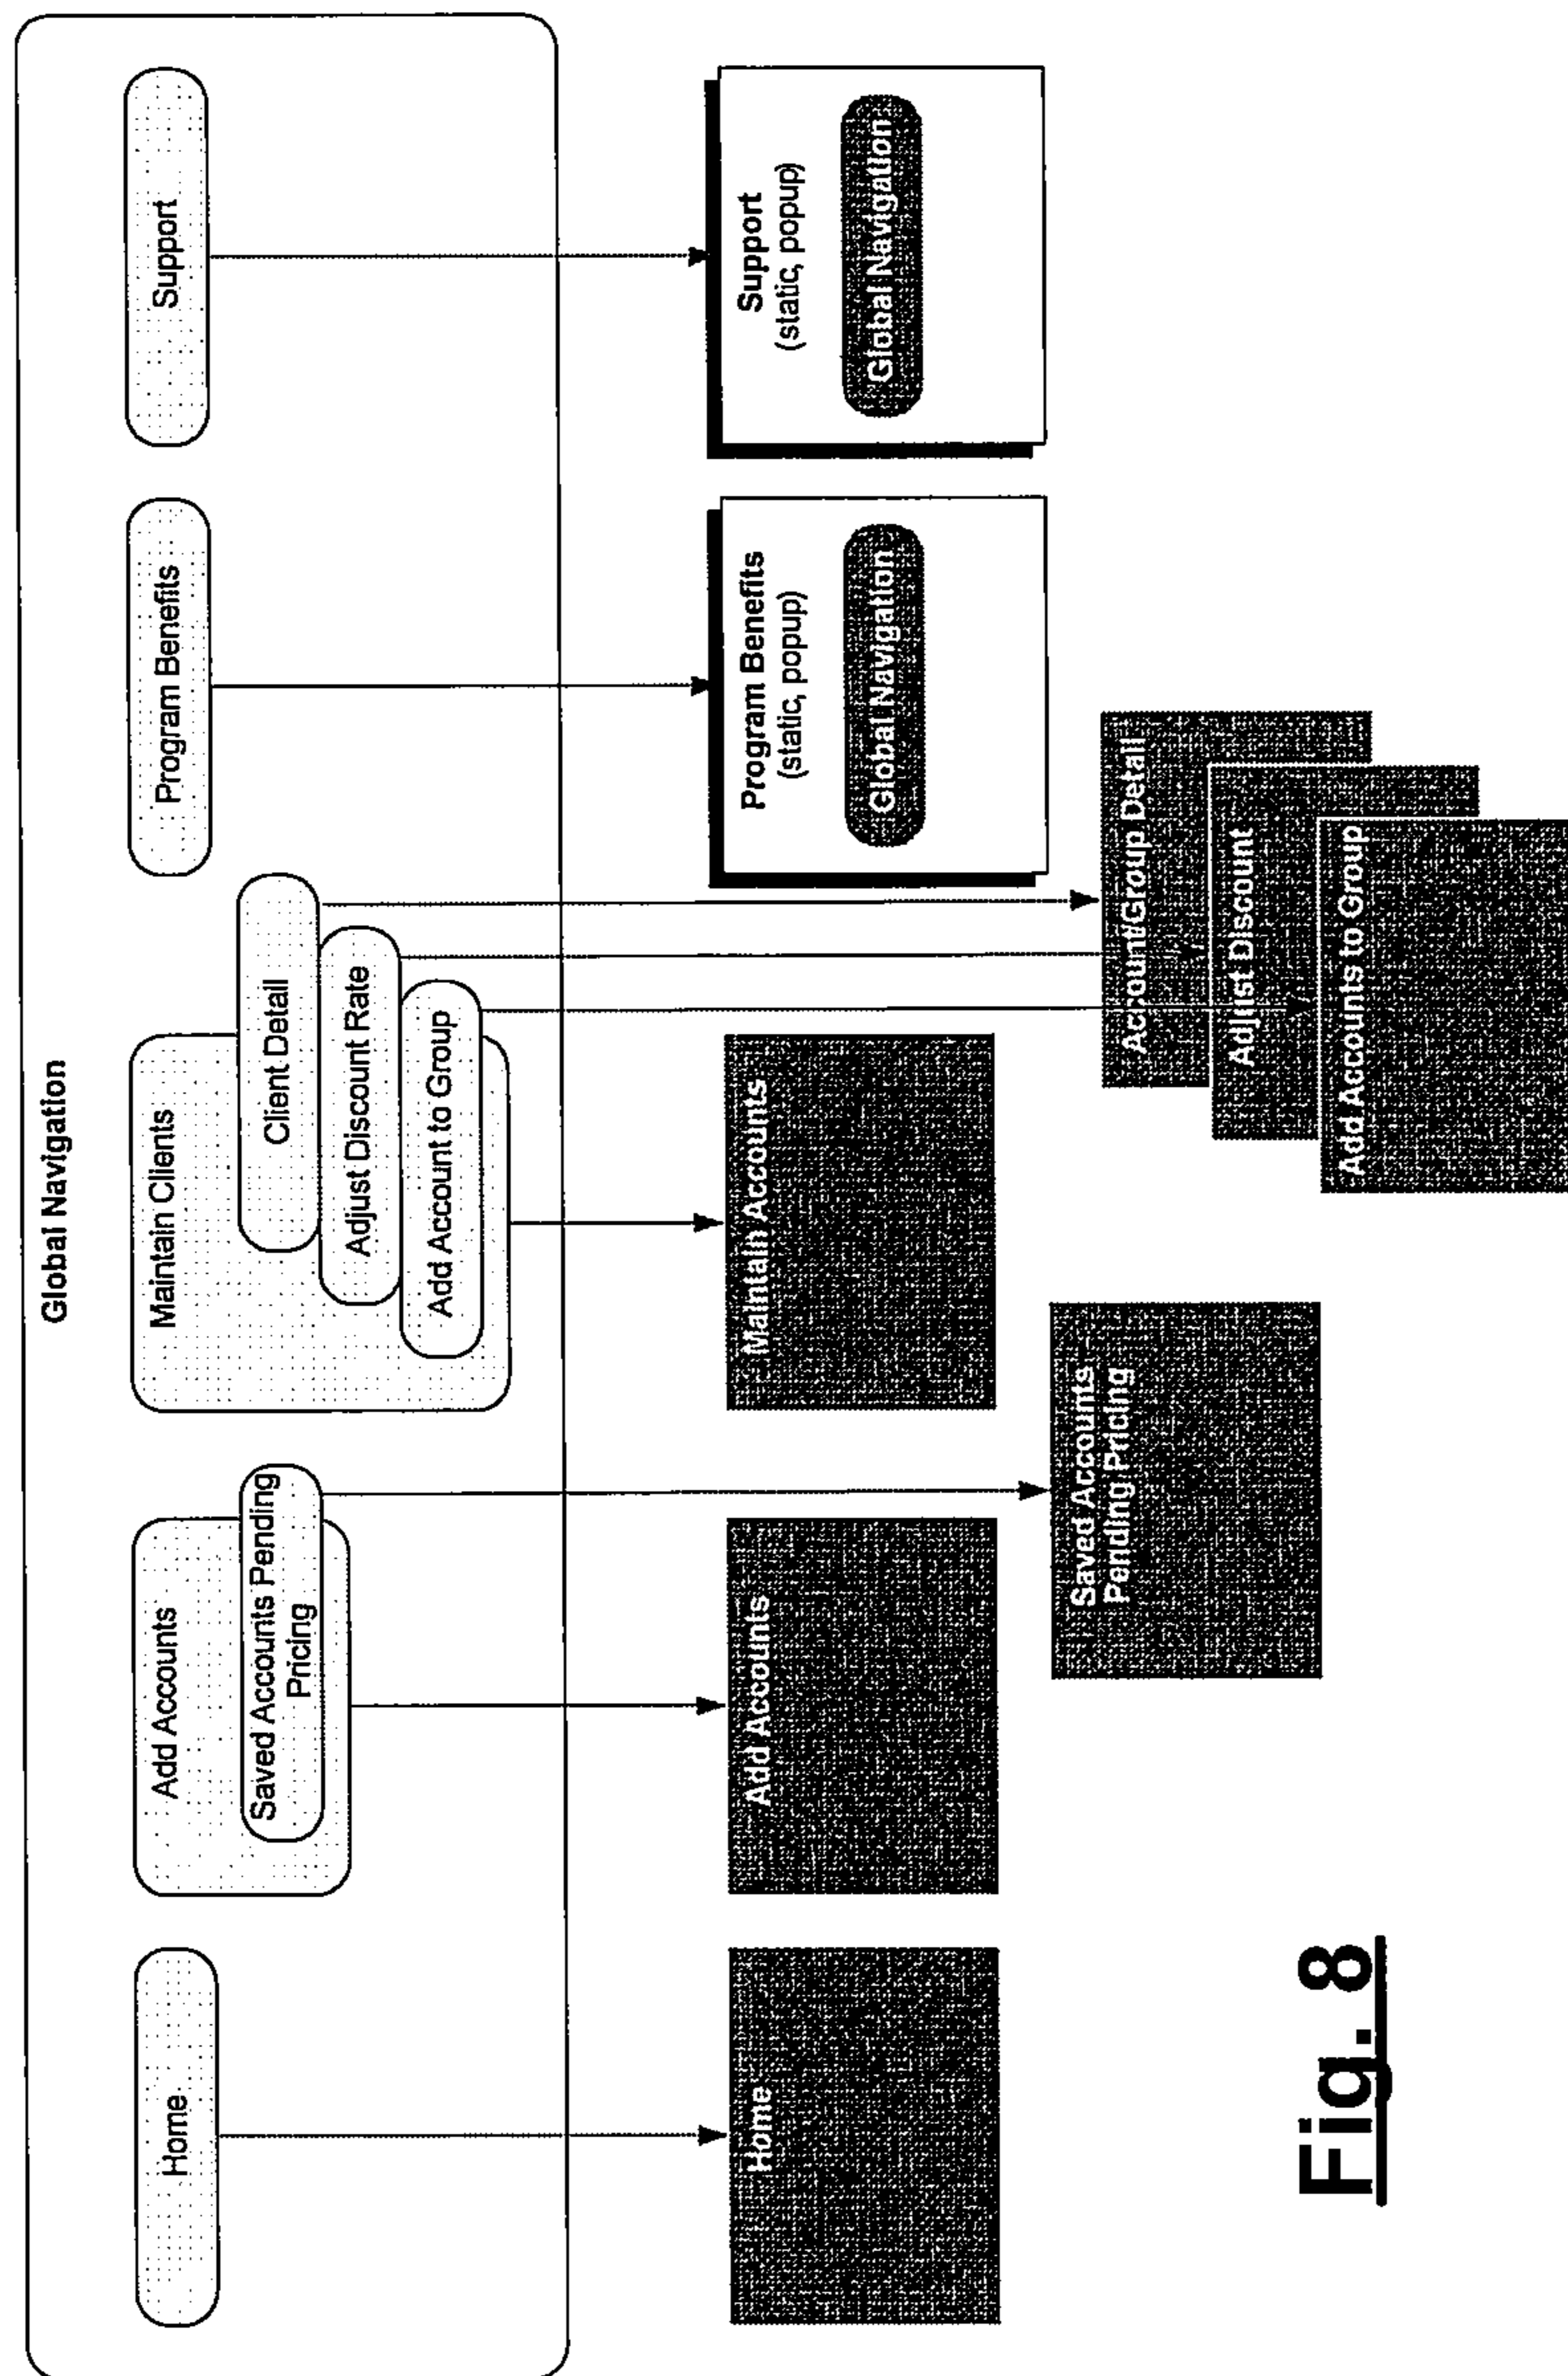 Global Navigation
Home
Add Accounts
Saved Accounts Pending
Pricing
Maintain Clients
Client Detail
Adjust Discount Rate
Add Account to Group
Program Benefits
Support
Home
Add Accounts
Maintain Accounts
Program Benefits
(static, popup)
Global Navigation
Support
(static, popup)
Global Navigation
Saved Accounts
Pending Pricing
Account/Group Detail
Adjust Discount
Add Accounts to Group
Fig. 8